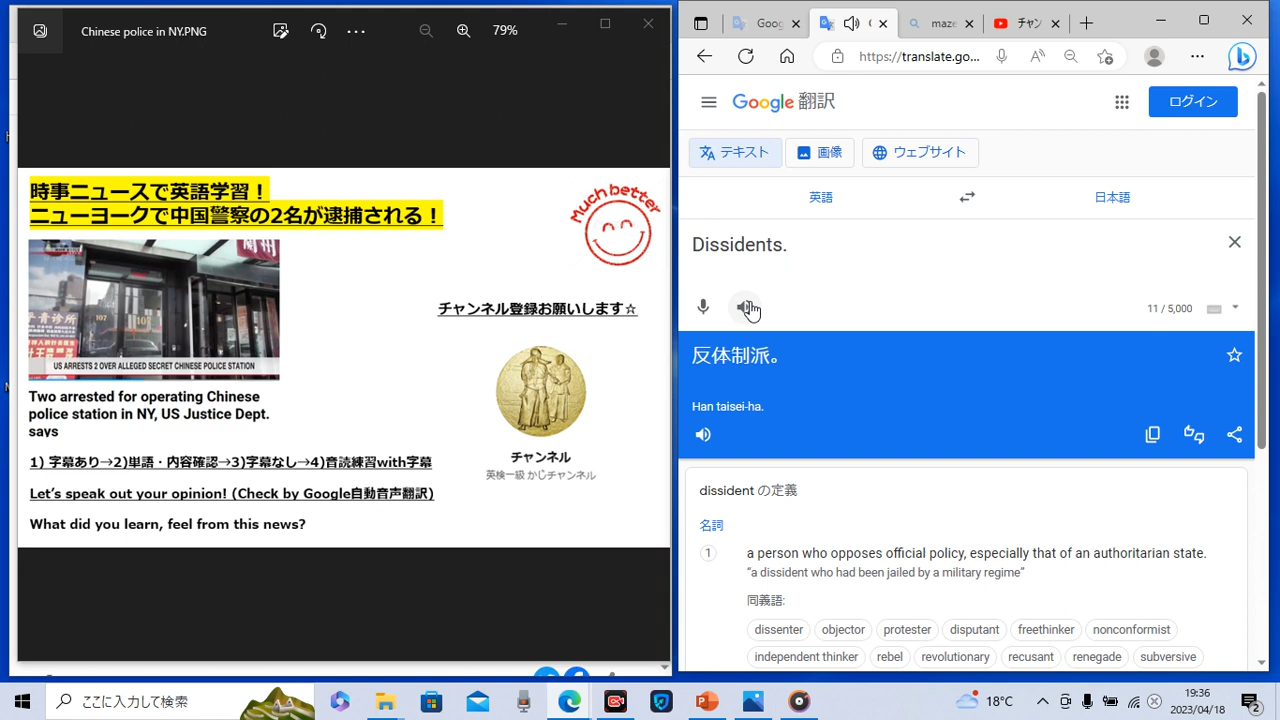 Chinese police in NY.PNG
79%
時事ニュースで英語学習！
ニューヨークで中国警察の2名が逮捕される！
Much better
チャンネル登録お願いします☆
107
US ARRESTS 2 OVER ALLEGED SECRET CHINESE POLICE STATION
Two arrested for operating Chinese
police station in NY, US Justice Dept.
says
チャンネル
英検一級 かじチャンネル
1) 字幕あり→2)単語・内容確認→3)字幕なし→4)音読練習with字幕
Let's speak out your opinion! (Check by Google自動音声翻訳)
What did you learn, feel from this news?
Goog
maze
チャン
https://translate.go...
Google 翻訳
ログイン
テキスト
画像
ウェブサイト
英語
日本語
Dissidents.
11 / 5,000
反体制派。
Han taisei-ha.
dissident の定義
名詞
1
a person who opposes official policy, especially that of an authoritarian state.
“a dissident who had been jailed by a military regime”
同義語:
dissenter
objector
protester
disputant
freethinker
nonconformist
independent thinker
rebel
revolutionary
recusant
renegade
subversive
ここに入力して検索
18°C
19:36
2023/04/18
2